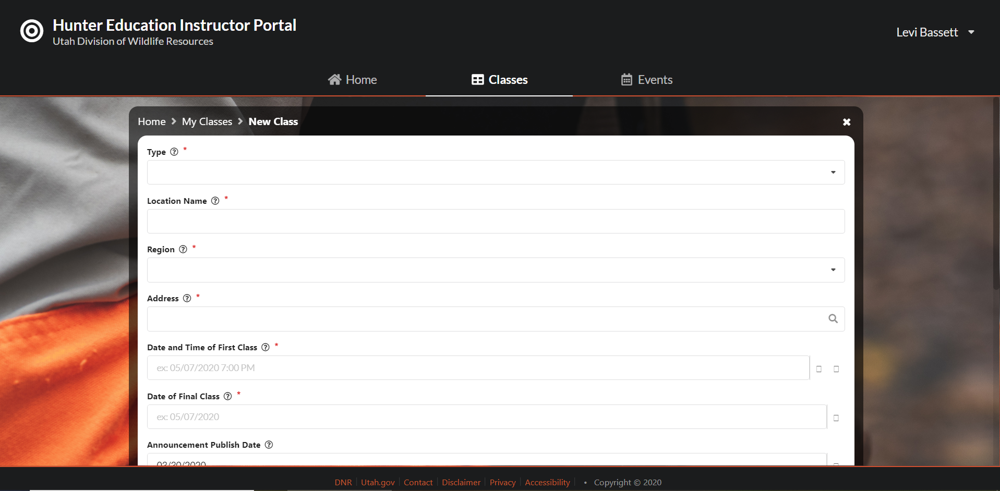 Hunter Education Instructor Portal
Utah Division of Wildlife Resources
Levi Bassett
Home
Classes
Events
Home > My Classes > New Class
Type *
Location Name *
Region *
Address *
Date and Time of First Class *
ex: 05/07/2020 7:00 PM
Date of Final Class *
ex: 05/07/2020
Announcement Publish Date
03/30/2020
DNR | Utah.gov | Contact | Disclaimer | Privacy | Accessibility | • Copyright © 2020